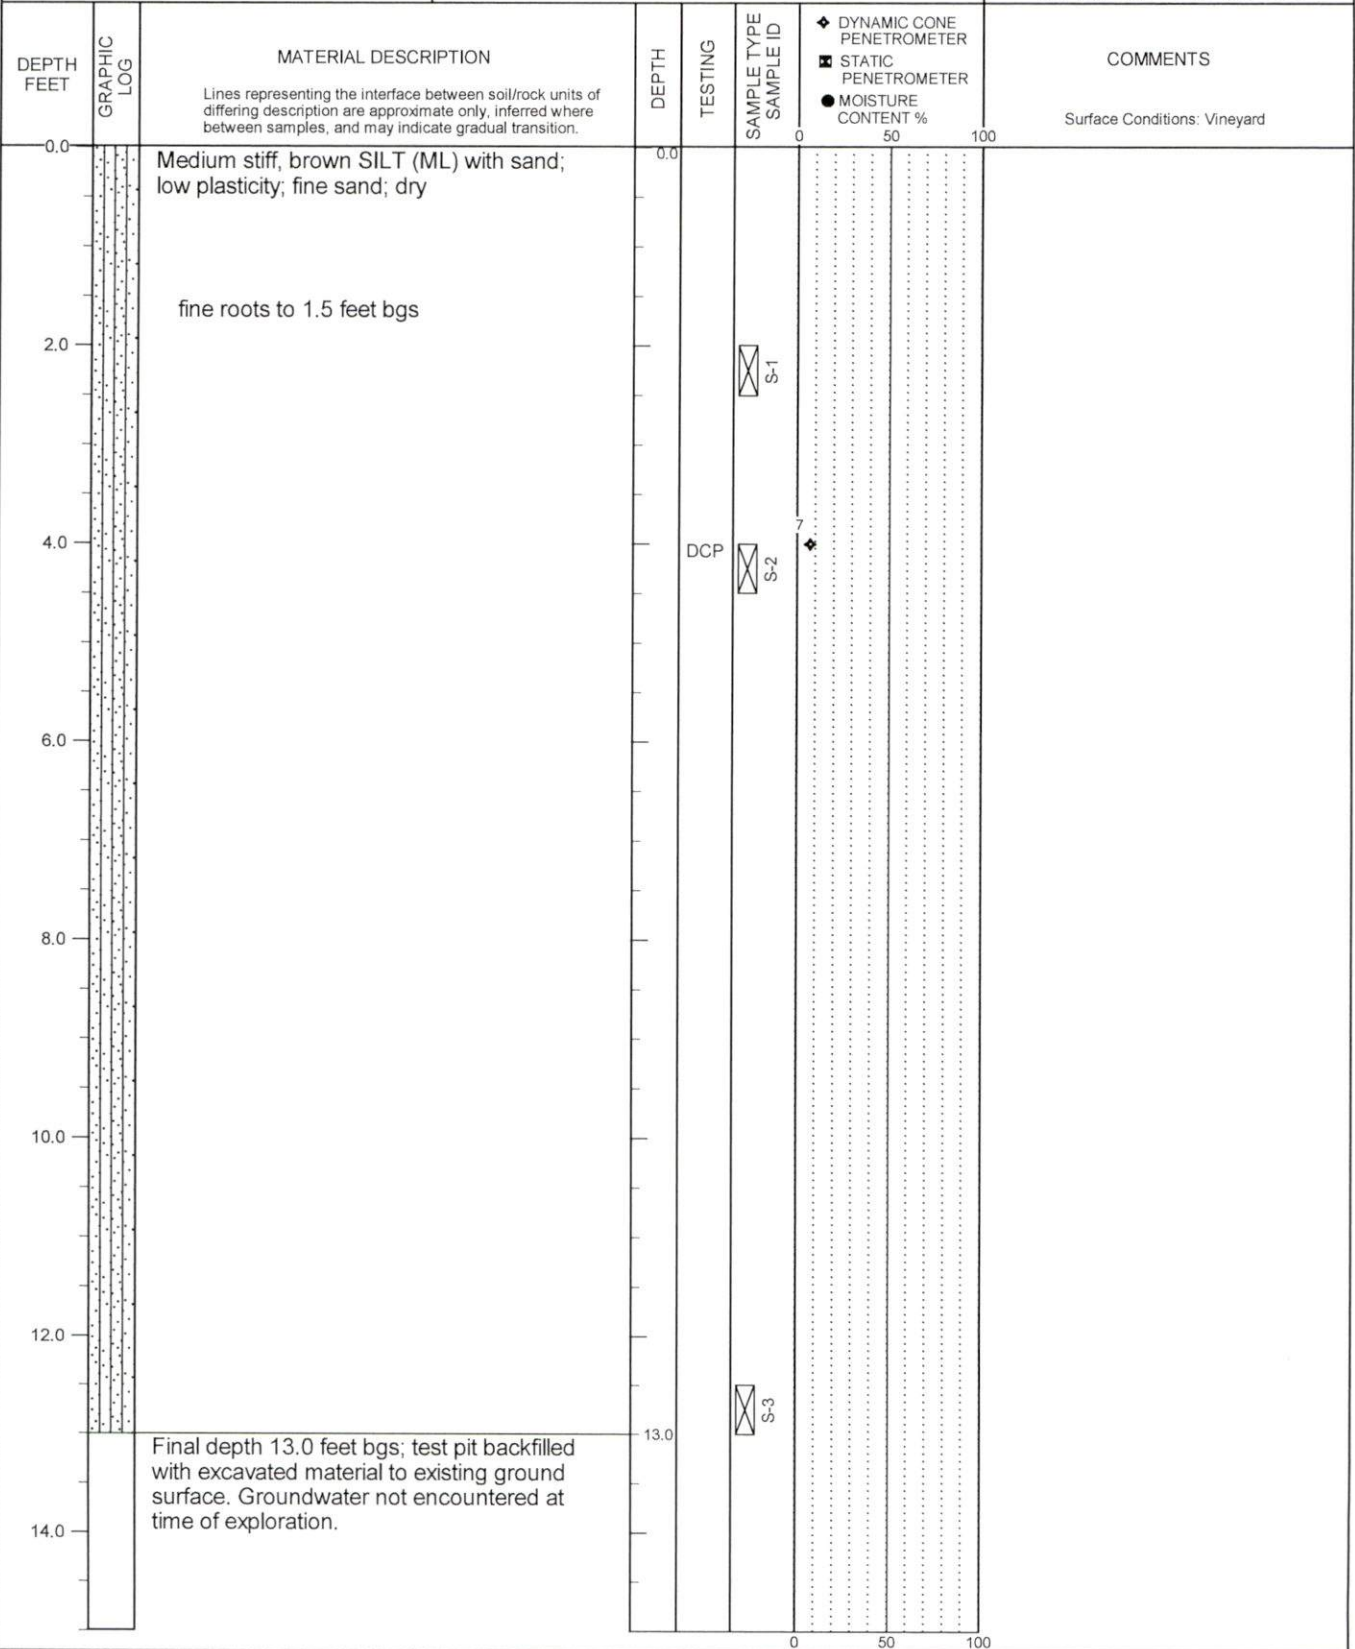 DEPTH
FEET
GRAPHIC
LOG
MATERIAL DESCRIPTION
Lines representing the interface between soil/rock units of
differing description are approximate only, inferred where
between samples, and may indicate gradual transition.
DEPTH
TESTING
SAMPLE TYPE
SAMPLE ID
DYNAMIC CONE
PENETROMETER
STATIC
PENETROMETER
MOISTURE
CONTENT %
0 50 100
COMMENTS
Surface Conditions: Vineyard
0.0
Medium stiff, brown SILT (ML) with sand;
low plasticity; fine sand; dry
0.0
fine roots to 1.5 feet bgs
2.0
S-1
4.0
DCP
S-2
7
6.0
8.0
10.0
12.0
S-3
Final depth 13.0 feet bgs; test pit backfilled
with excavated material to existing ground
surface. Groundwater not encountered at
time of exploration.
13.0
14.0
0 50 100